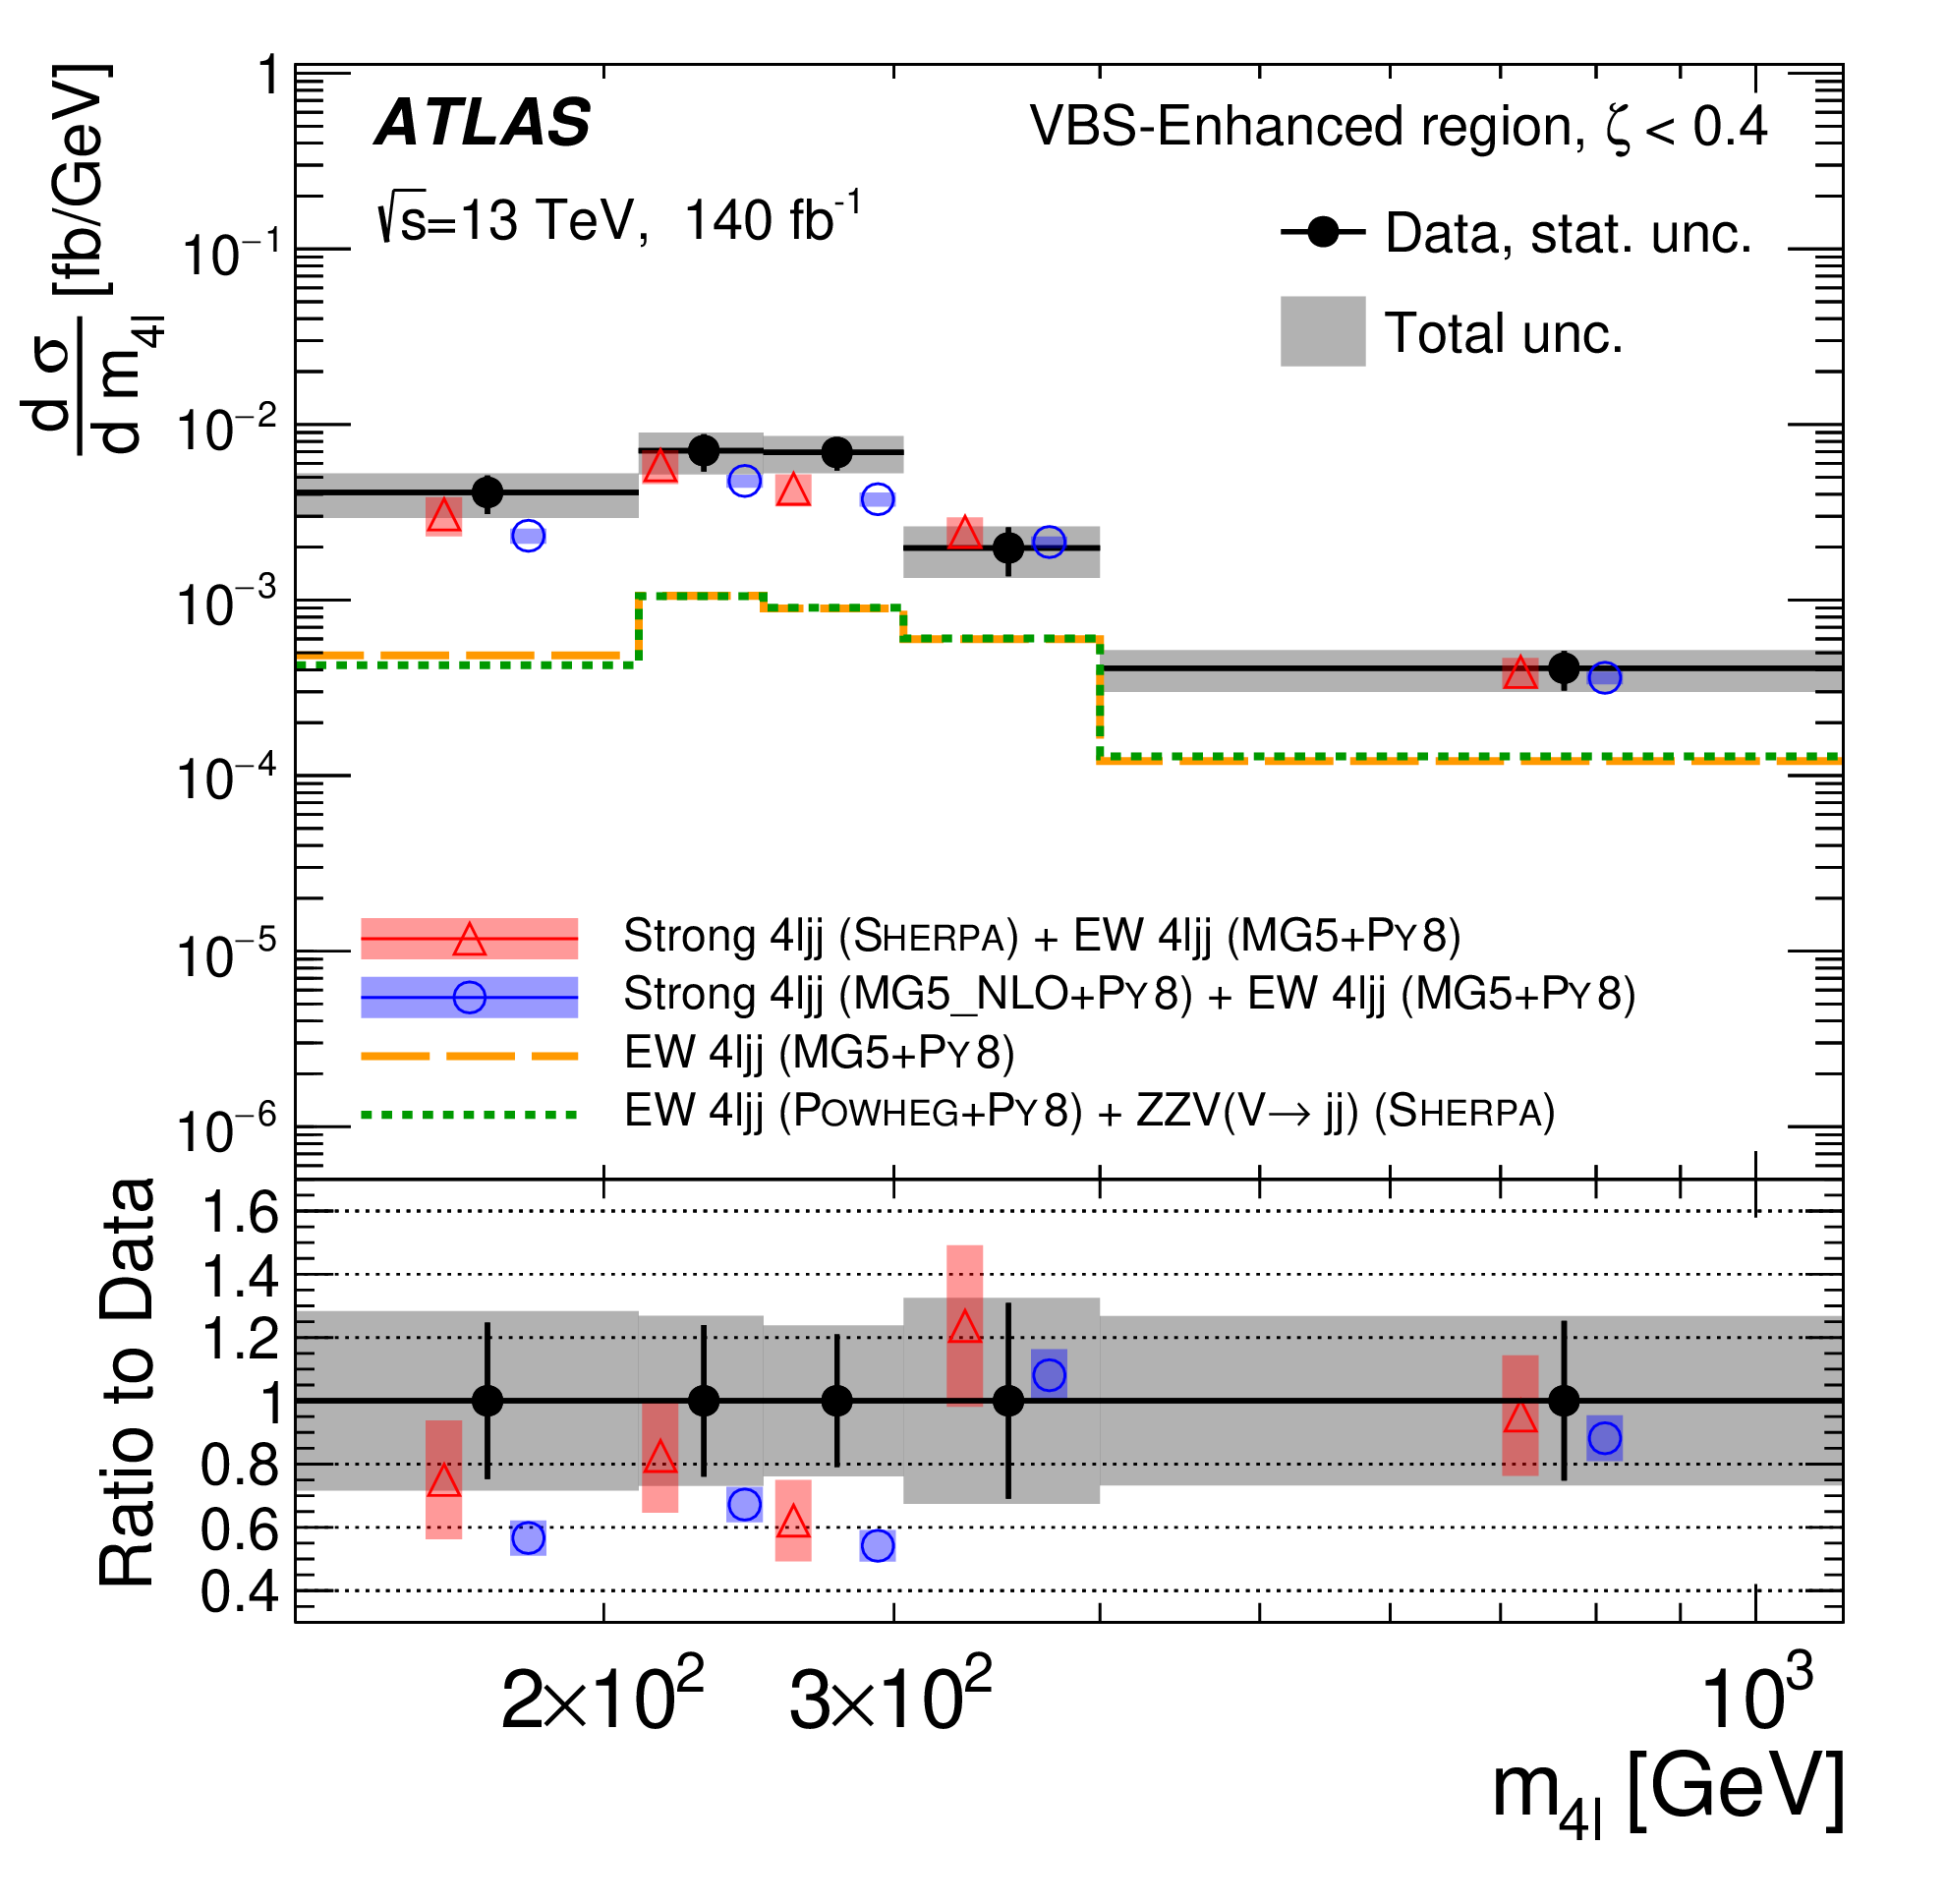 ATLAS
√s=13 TeV, 140 fb⁻¹
VBS-Enhanced region, ζ < 0.4
Data, stat. unc.
Total unc.
d σ
d m₄ₗ
[fb/GeV]
1
10⁻¹
10⁻²
10⁻³
10⁻⁴
10⁻⁵
10⁻⁶
Strong 4ljj (SHERPA) + EW 4ljj (MG5+PY8)
Strong 4ljj (MG5_NLO+PY8) + EW 4ljj (MG5+PY8)
EW 4ljj (MG5+PY8)
EW 4ljj (POWHEG+PY8) + ZZV(V→ jj) (SHERPA)
Ratio to Data
1.6
1.4
1.2
1
0.8
0.6
0.4
2×10² 3×10² 10³
m₄ₗ [GeV]